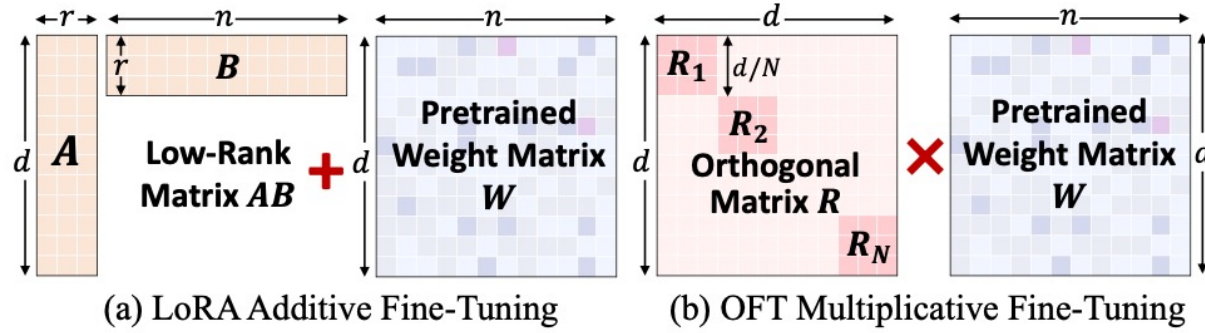 r
n
n
d
r
B
A
d
Low-Rank
Matrix AB
+
d
Pretrained
Weight Matrix
W
(a) LoRA Additive Fine-Tuning
d
n
R1
d/N
R2
d
Orthogonal
Matrix R
RN
×
Pretrained
Weight Matrix
W
d
(b) OFT Multiplicative Fine-Tuning